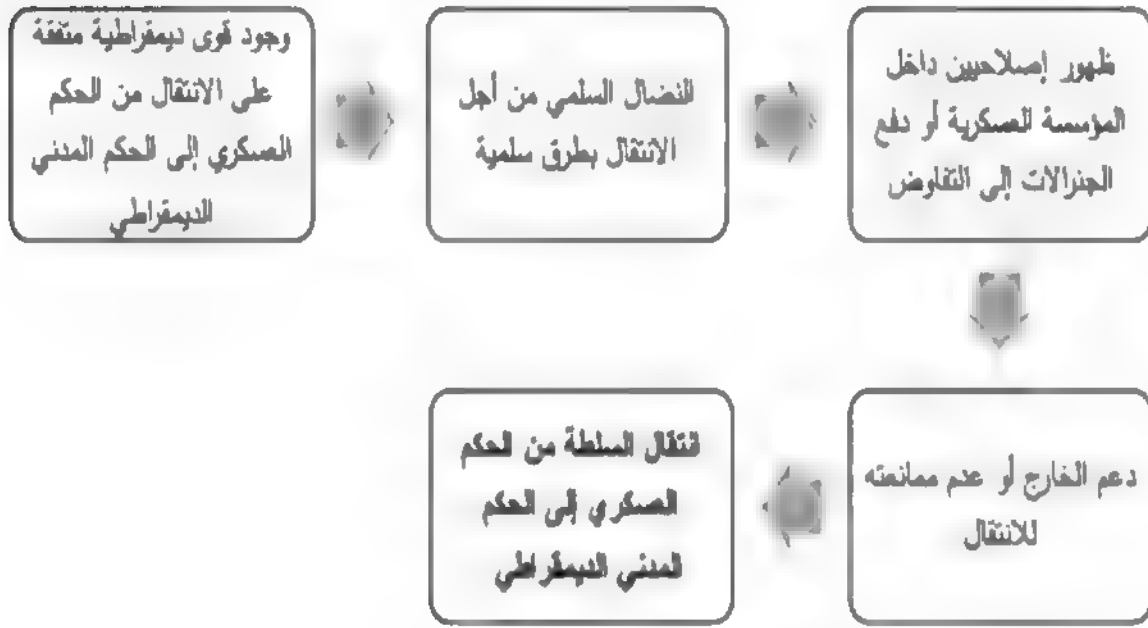 وجود قوى ديمقراطية متفقة
على الانتقال من الحكم
العسكري إلى الحكم المدني
الديمقراطي
النضال السلمي من أجل
الانتقال بطرق سلمية
ظهور إصلاحيين داخل
المؤسسة العسكرية أو دفع
الجنرالات إلى التفاوض
دعم الخارج أو عدم ممانعته
للانتقال
انتقال السلطة من الحكم
العسكري إلى الحكم
المدني الديمقراطي